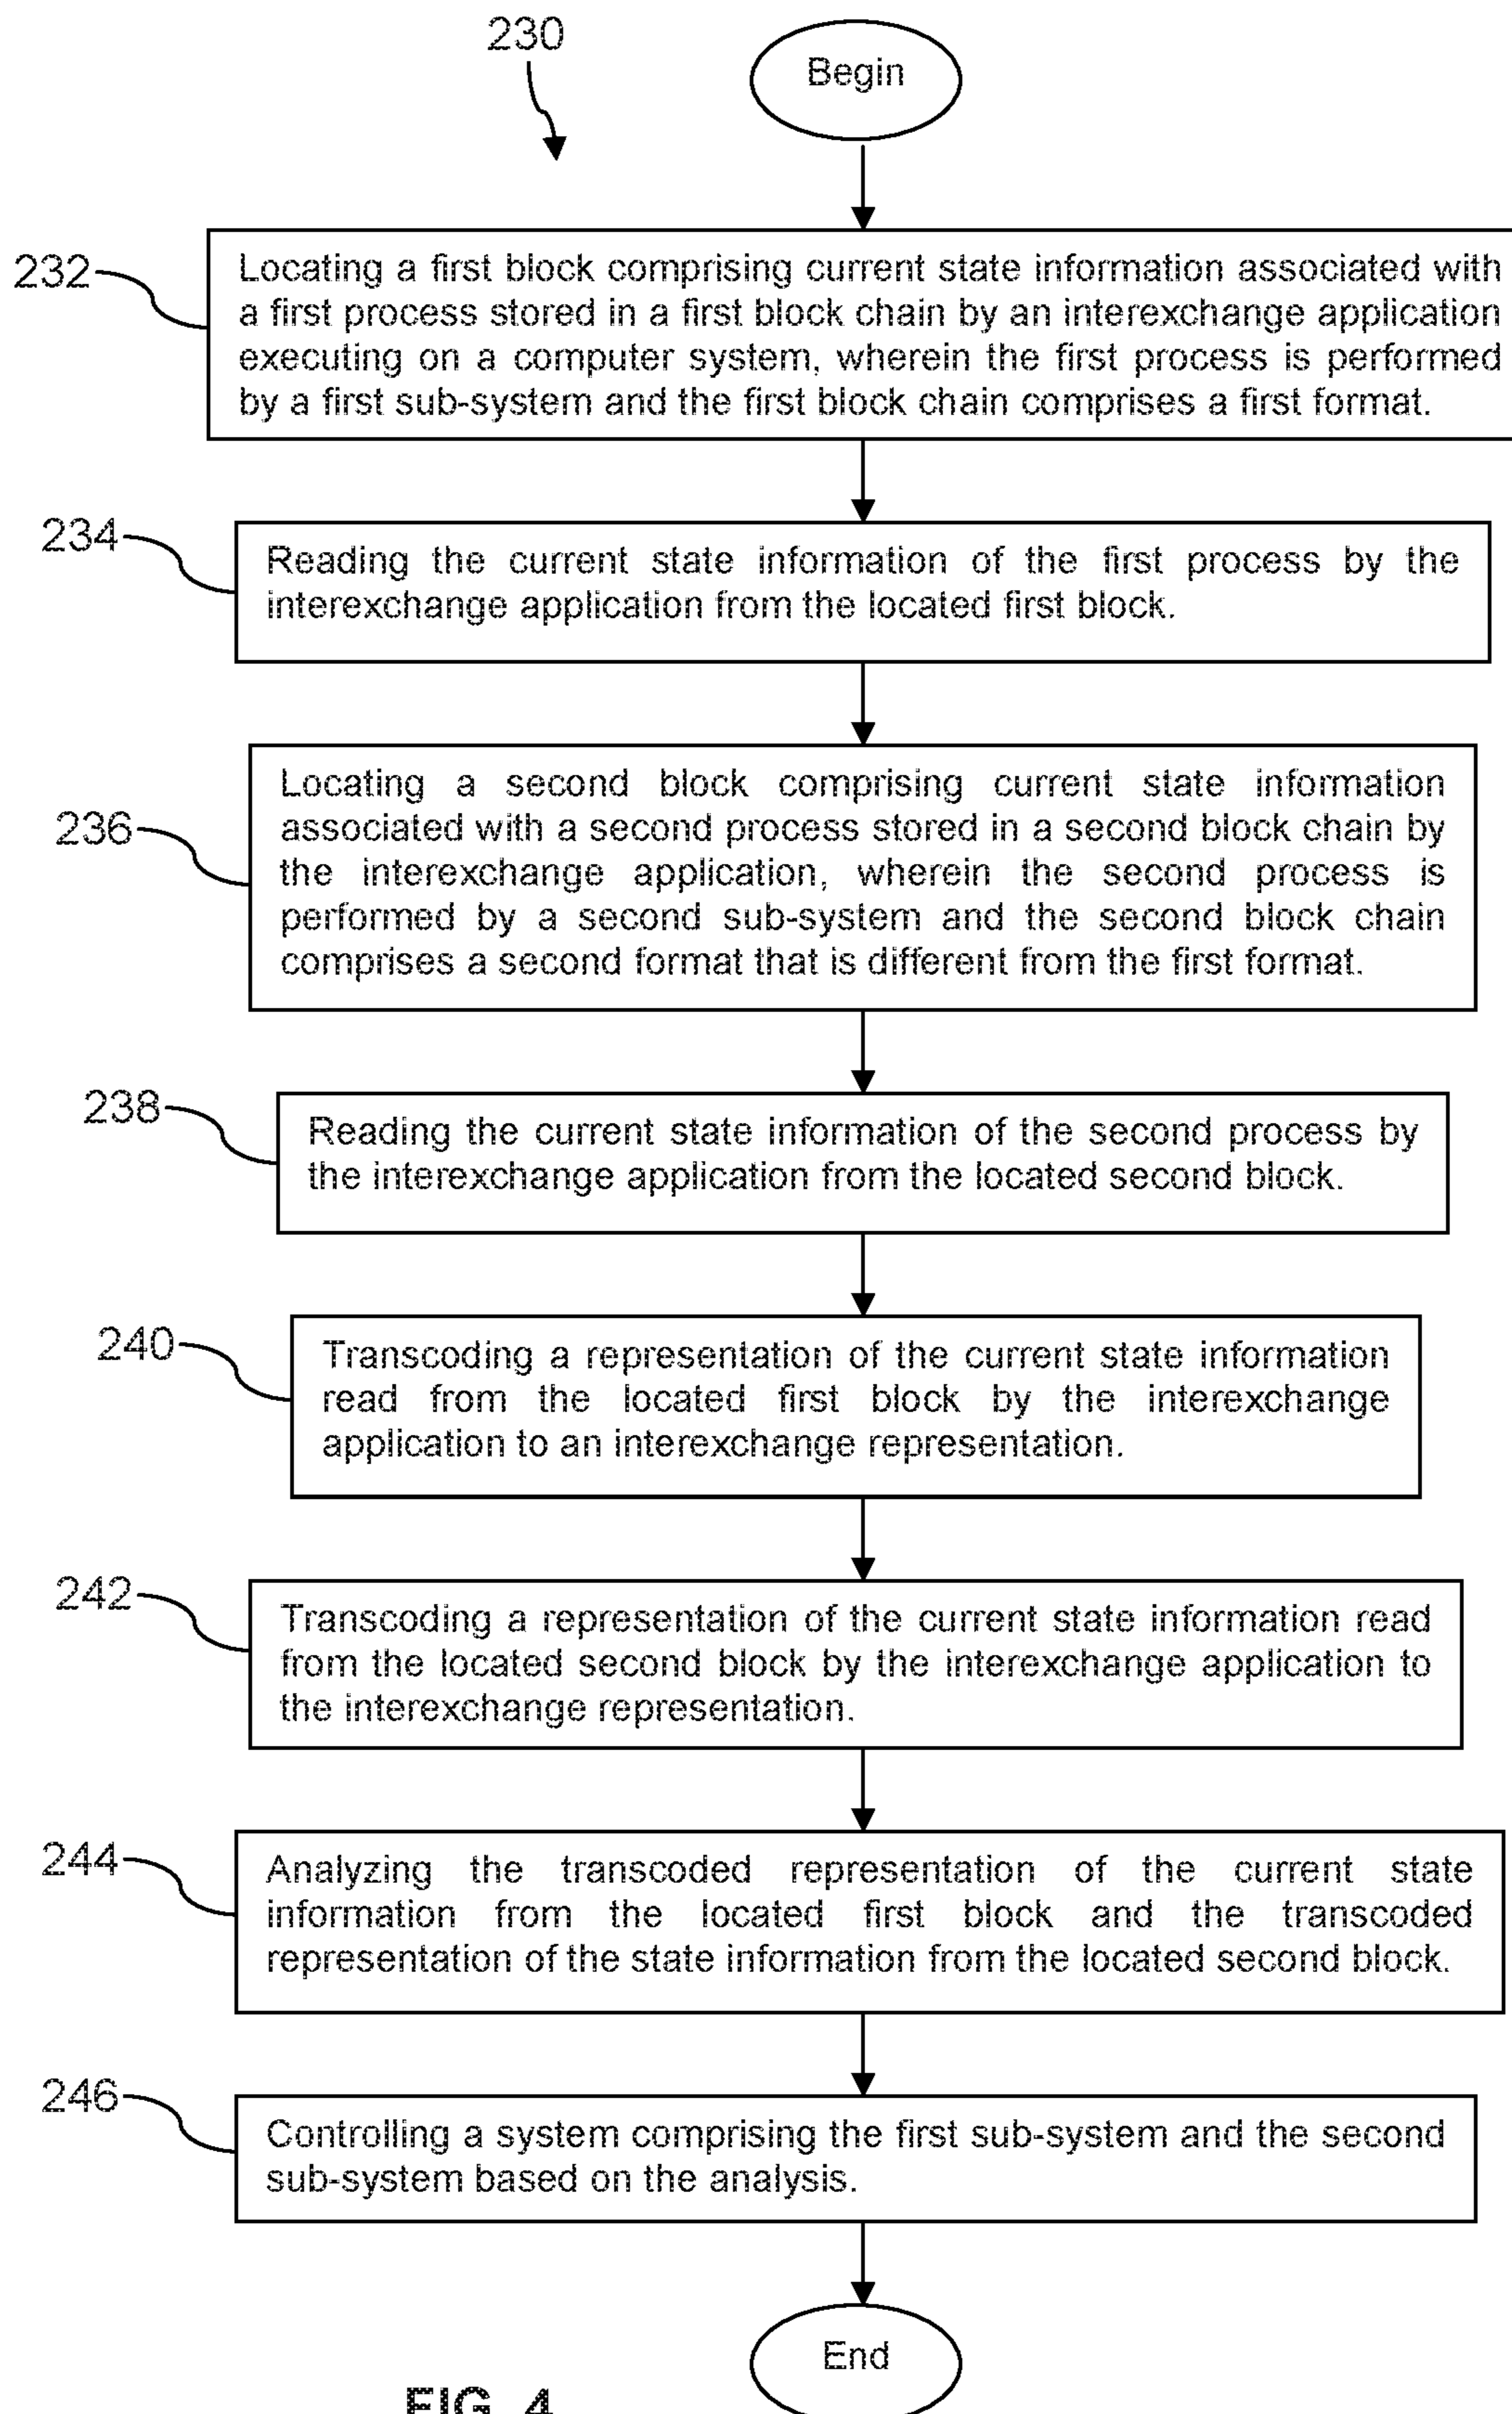 230
Begin
232
Locating a first block comprising current state information associated with
a first process stored in a first block chain by an interexchange application
executing on a computer system, wherein the first process is performed
by a first sub-system and the first block chain comprises a first format.
234
Reading the current state information of the first process by the
interexchange application from the located first block.
236
Locating a second block comprising current state information
associated with a second process stored in a second block chain by
the interexchange application, wherein the second process is
performed by a second sub-system and the second block chain
comprises a second format that is different from the first format.
238
Reading the current state information of the second process by
the interexchange application from the located second block.
240
Transcoding a representation of the current state information
read from the located first block by the interexchange
application to an interexchange representation.
242
Transcoding a representation of the current state information read
from the located second block by the interexchange application to
the interexchange representation.
244
Analyzing the transcoded representation of the current state
information from the located first block and the transcoded
representation of the state information from the located second block.
246
Controlling a system comprising the first sub-system and the second
sub-system based on the analysis.
End
FIG. 4